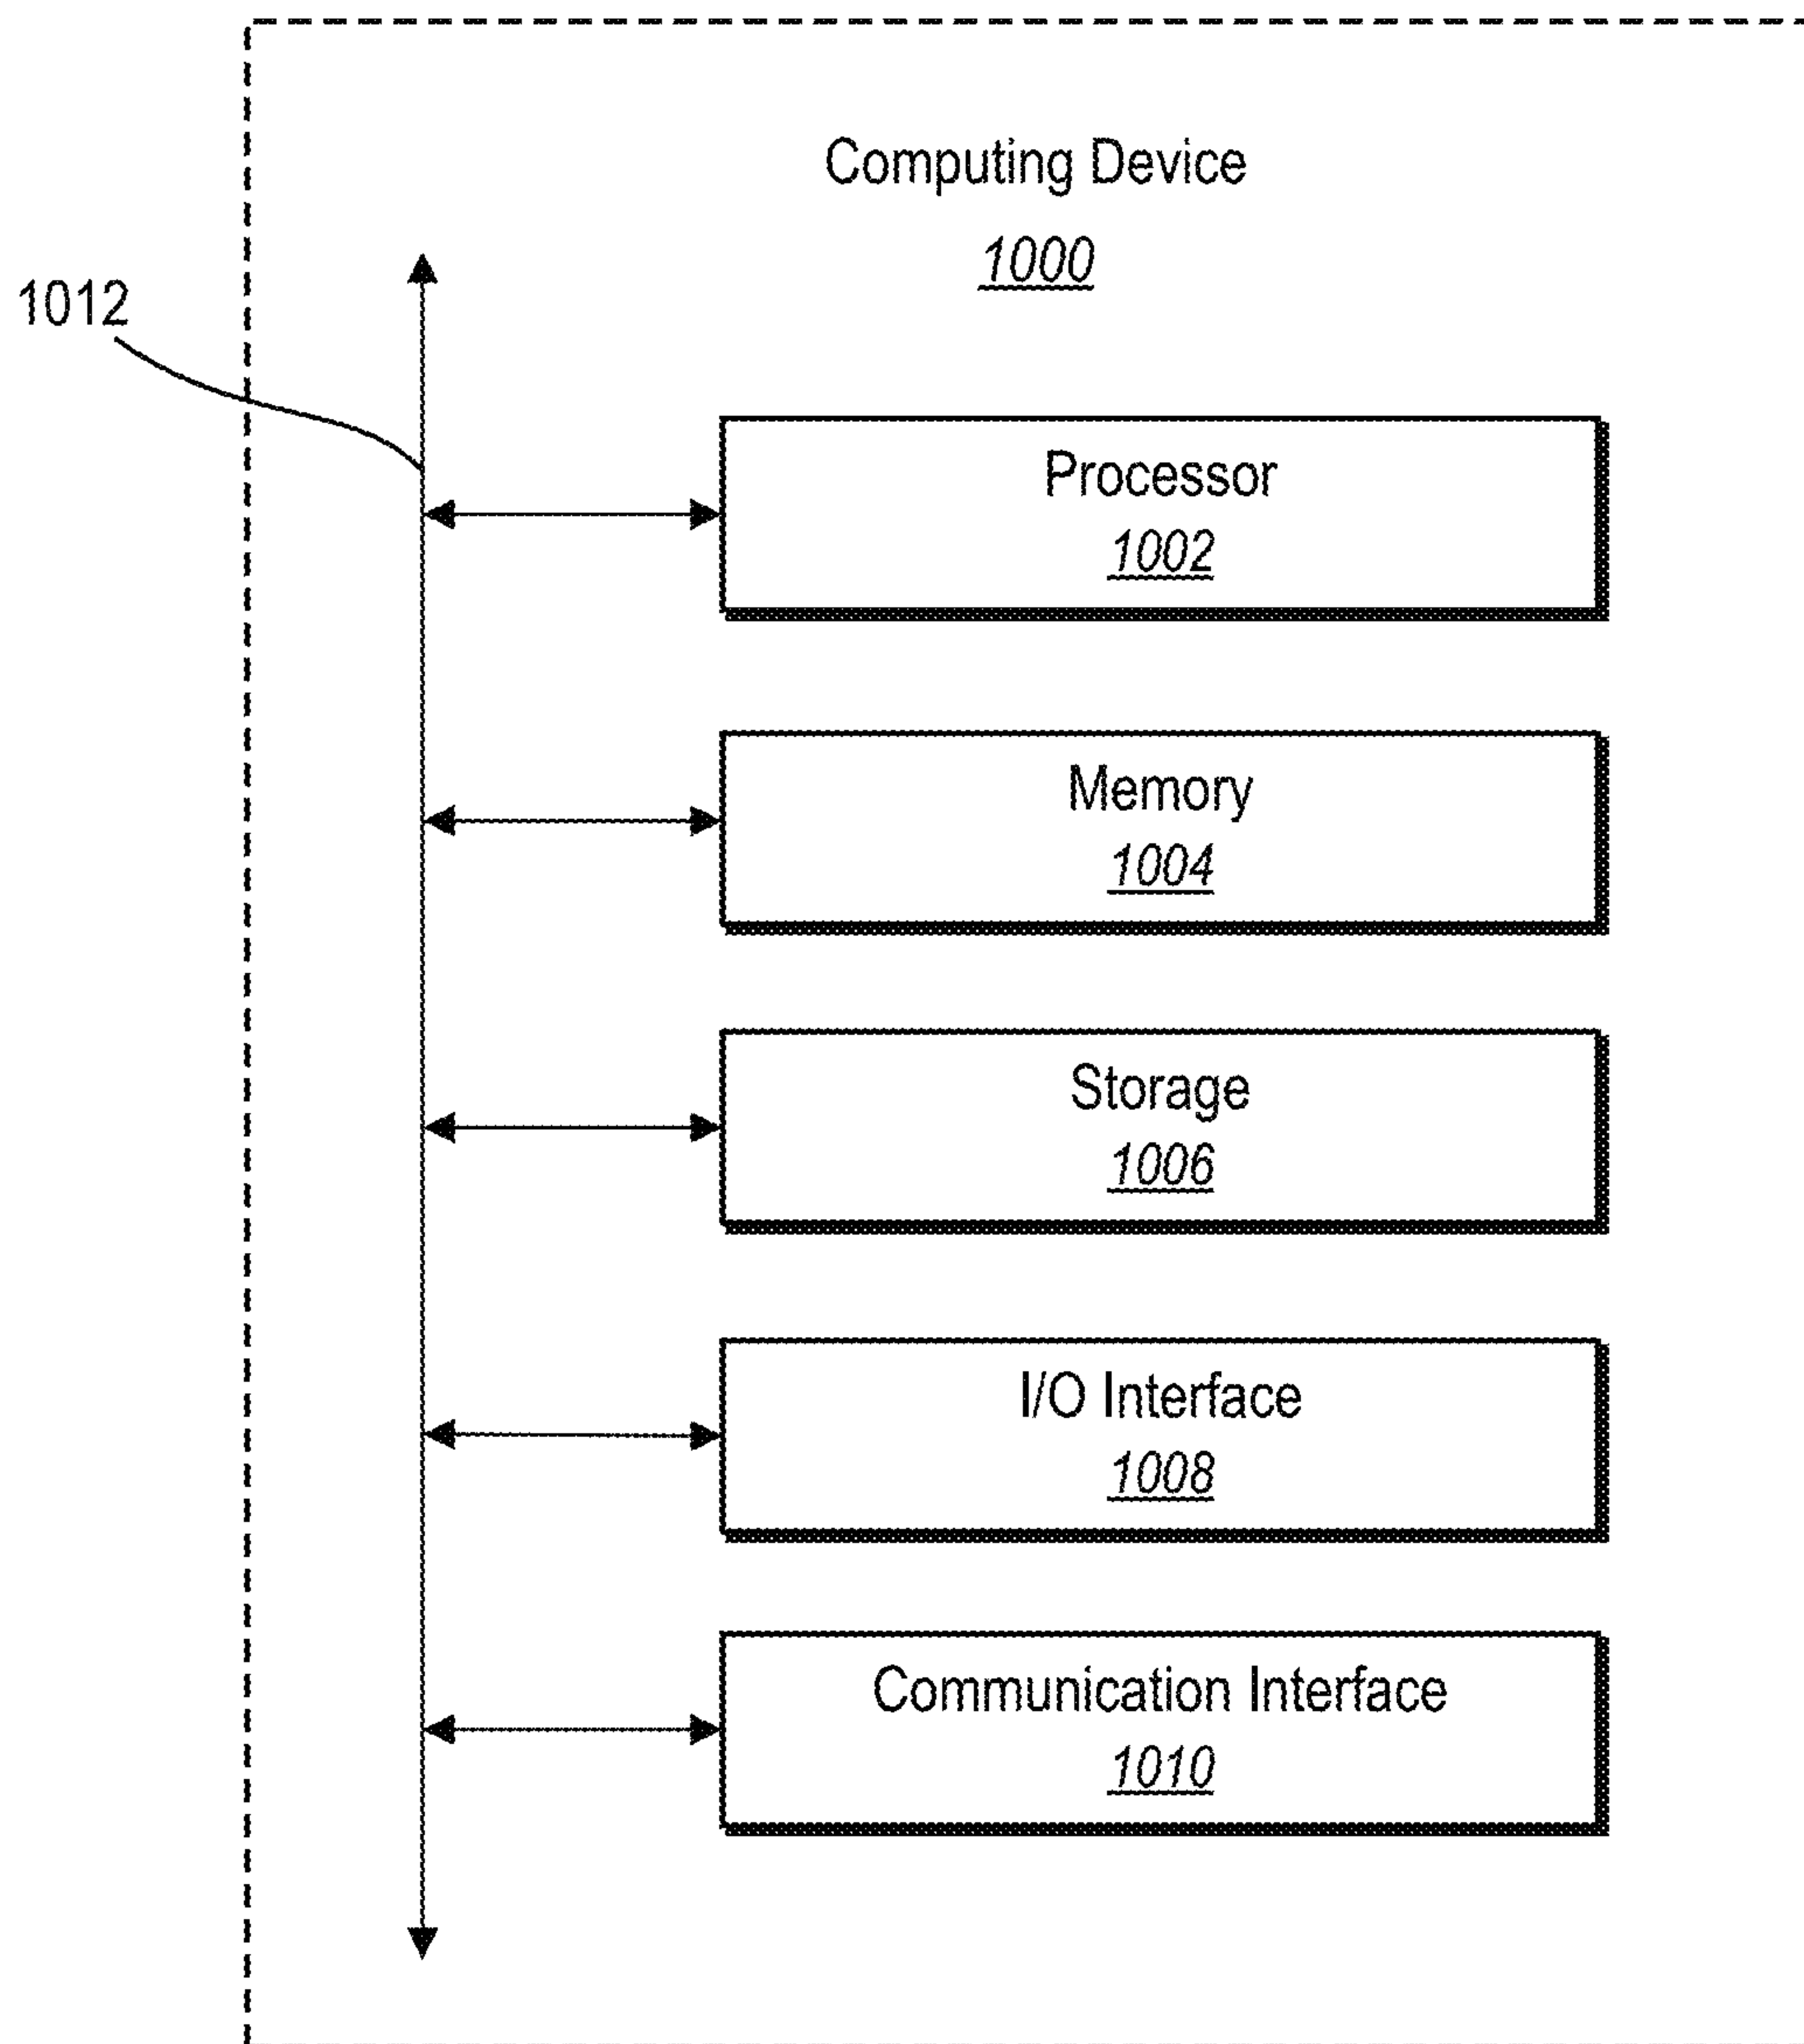 Computing Device
1000
1012
Processor
1002
Memory
1004
Storage
1006
I/O Interface
1008
Communication Interface
1010